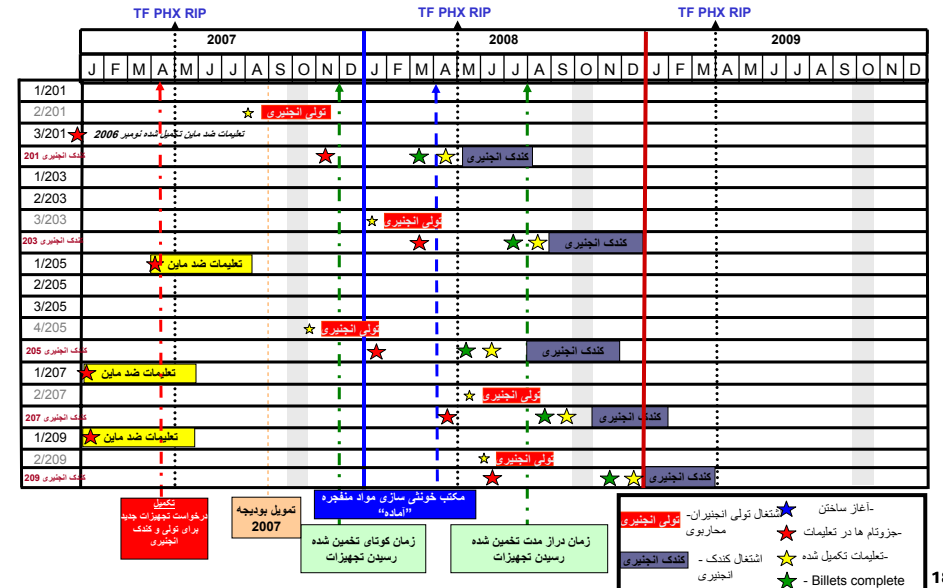 TF PHX RIP TF PHX RIP TF PHX RIP
2007 2008 2009
J F M A M J J A S O N D J F M A M J J A S O N D J F M A M J J A S O N D
1/201
2/201 تولی انجنیری
3/201 تعلیمات ضد ماین تکمیل شده نومبر 2006
کندک انجنیری 201 کندک انجنیری
1/203
2/203
3/203 تولی انجنیری
کندک انجنیری 203 کندک انجنیری
1/205 تعلیمات ضد ماین
2/205
3/205
4/205 تولی انجنیری
کندک انجنیری 205 کندک انجنیری
1/207 تعلیمات ضد ماین
2/207 تولی انجنیری
کندک انجنیری 207 کندک انجنیری
1/209 تعلیمات ضد ماین
2/209 تولی انجنیری
کندک انجنیری 209 کندک انجنیری
تکمیل
درخواست تجهیزات جدید
برای تولی و کندک
انجنیری
تمویل بودیجه
2007
مکتب خونثی سازی مواد منفجره
"آماده"
زمان کوتای تخمین شده
رسیدن تجهیزات
زمان دراز مدت تخمین شده
رسیدن تجهیزات
تولی انجنیری
اشتغال تولی انجنیران-
محاربوی
کندک انجنیری
اشتغال کندک -
انجنیری
-آغاز ساختن
-جزوتام ها در تعلیمات
-تعلیمات تکمیل شده
- Billets complete